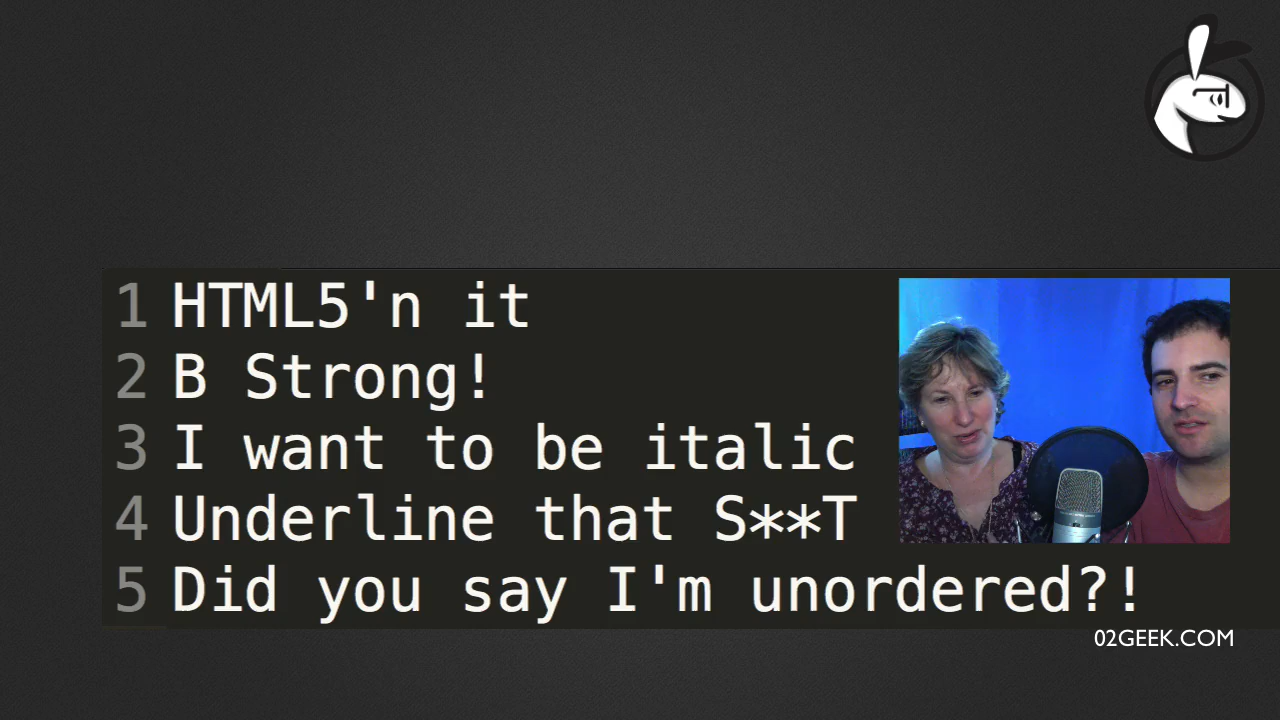 1 HTML5'n it
2 B Strong!
3 I want to be italic
4 Underline that S**T
5 Did you say I'm unordered?!
02GEEK.COM